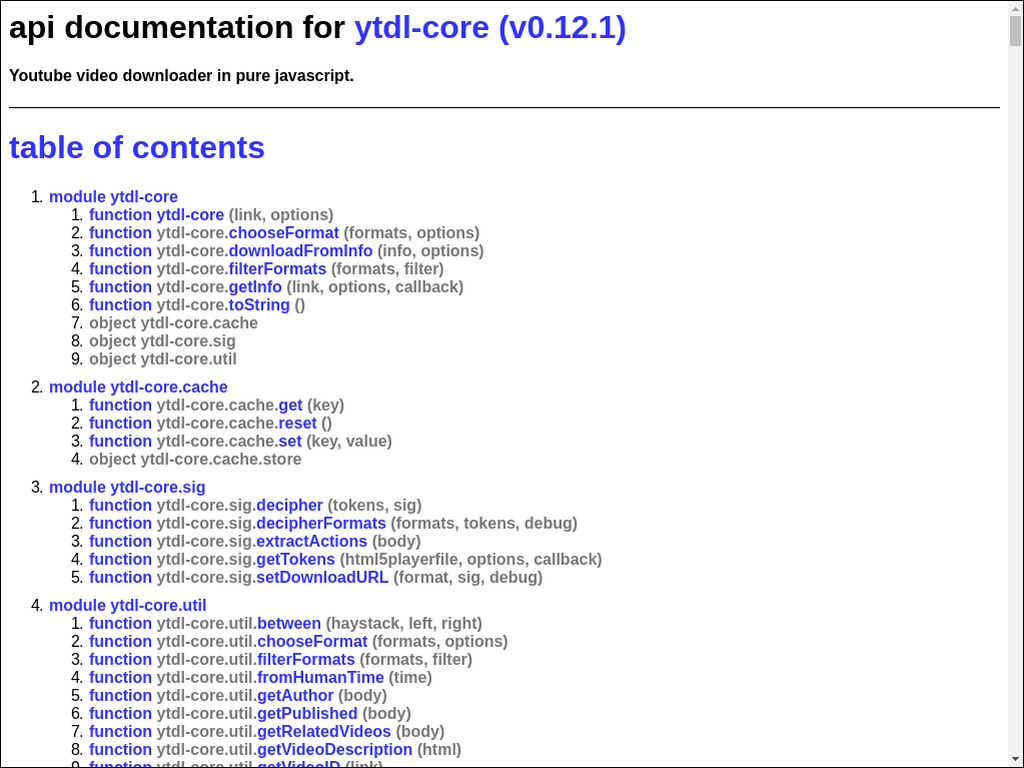 api documentation for ytdl-core (v0.12.1)
Youtube video downloader in pure javascript.
table of contents
1. module ytdl-core
1. function ytdl-core (link, options)
2. function ytdl-core.chooseFormat (formats, options)
3. function ytdl-core.downloadFromInfo (info, options)
4. function ytdl-core.filterFormats (formats, filter)
5. function ytdl-core.getInfo (link, options, callback)
6. function ytdl-core.toString ()
7. object ytdl-core.cache
8. object ytdl-core.sig
9. object ytdl-core.util
2. module ytdl-core.cache
1. function ytdl-core.cache.get (key)
2. function ytdl-core.cache.reset ()
3. function ytdl-core.cache.set (key, value)
4. object ytdl-core.cache.store
3. module ytdl-core.sig
1. function ytdl-core.sig.decipher (tokens, sig)
2. function ytdl-core.sig.decipherFormats (formats, tokens, debug)
3. function ytdl-core.sig.extractActions (body)
4. function ytdl-core.sig.getTokens (html5playerfile, options, callback)
5. function ytdl-core.sig.setDownloadURL (format, sig, debug)
4. module ytdl-core.util
1. function ytdl-core.util.between (haystack, left, right)
2. function ytdl-core.util.chooseFormat (formats, options)
3. function ytdl-core.util.filterFormats (formats, filter)
4. function ytdl-core.util.fromHumanTime (time)
5. function ytdl-core.util.getAuthor (body)
6. function ytdl-core.util.getPublished (body)
7. function ytdl-core.util.getRelatedVideos (body)
8. function ytdl-core.util.getVideoDescription (html)
9. function ytdl-core.util.getVideoID (link)